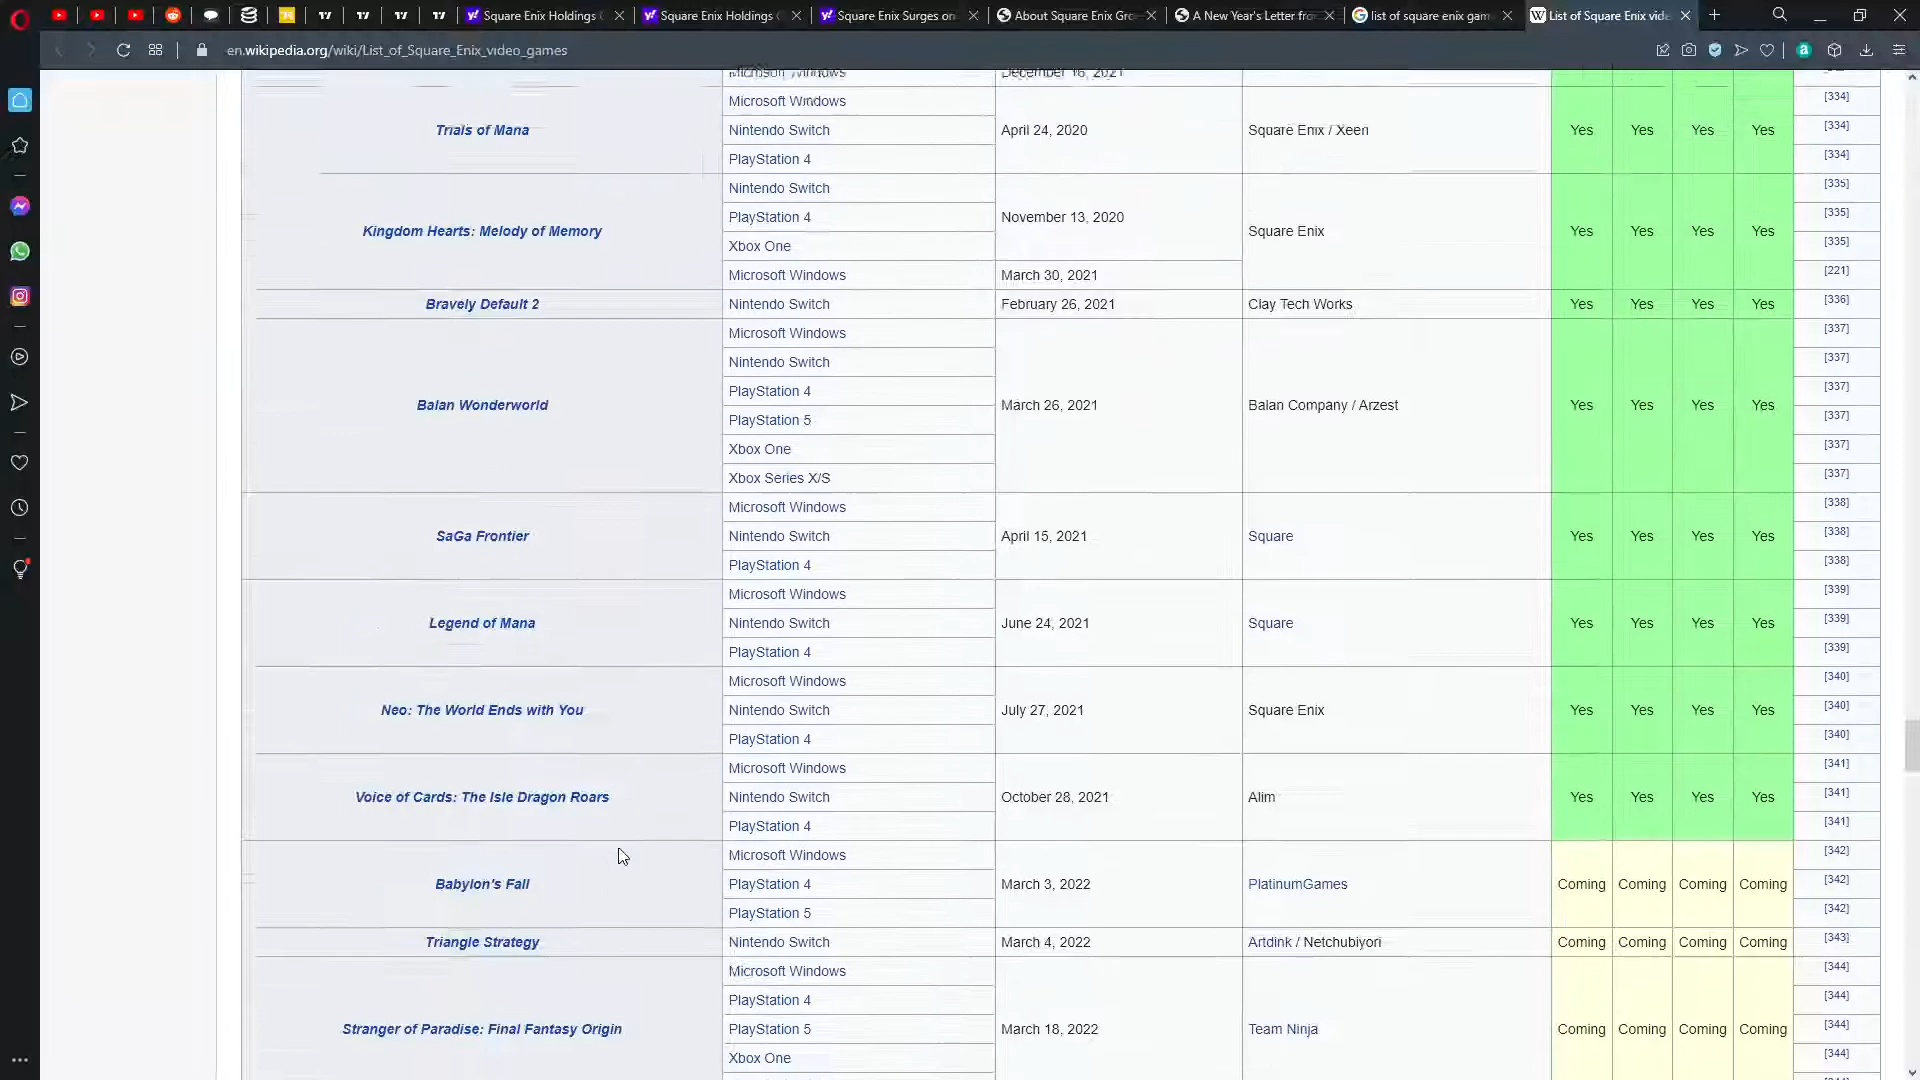 Square Enix Holdings
Square Enix Holdings
Square Enix Surges on
About Square Enix Gro
A New Year's Letter fro
list of square enix gam
List of Square Enix vide
en.wikipedia.org/wiki/List_of_Square_Enix_video_games
Microsoft Windows December 16, 2021
Microsoft Windows [334]
Trials of Mana Nintendo Switch April 24, 2020 Square Enix / Xeen Yes Yes Yes Yes [334]
PlayStation 4 [334]
Nintendo Switch [335]
PlayStation 4 November 13, 2020 [335]
Kingdom Hearts: Melody of Memory Square Enix Yes Yes Yes Yes
Xbox One [335]
Microsoft Windows March 30, 2021 [221]
Bravely Default 2 Nintendo Switch February 26, 2021 Clay Tech Works Yes Yes Yes Yes [336]
Microsoft Windows [337]
Nintendo Switch [337]
PlayStation 4 [337]
Balan Wonderworld March 26, 2021 Balan Company / Arzest Yes Yes Yes Yes
PlayStation 5 [337]
Xbox One [337]
Xbox Series X/S [337]
Microsoft Windows [338]
SaGa Frontier Nintendo Switch April 15, 2021 Square Yes Yes Yes Yes [338]
PlayStation 4 [338]
Microsoft Windows [339]
Legend of Mana Nintendo Switch June 24, 2021 Square Yes Yes Yes Yes [339]
PlayStation 4 [339]
Microsoft Windows [340]
Neo: The World Ends with You Nintendo Switch July 27, 2021 Square Enix Yes Yes Yes Yes [340]
PlayStation 4 [340]
Microsoft Windows [341]
Voice of Cards: The Isle Dragon Roars Nintendo Switch October 28, 2021 Alim Yes Yes Yes Yes [341]
PlayStation 4 [341]
Microsoft Windows [342]
Babylon's Fall PlayStation 4 March 3, 2022 PlatinumGames Coming Coming Coming Coming [342]
PlayStation 5 [342]
Triangle Strategy Nintendo Switch March 4, 2022 Artdink / Netchubiyori Coming Coming Coming Coming [343]
Microsoft Windows [344]
PlayStation 4 [344]
Stranger of Paradise: Final Fantasy Origin PlayStation 5 March 18, 2022 Team Ninja Coming Coming Coming Coming [344]
Xbox One [344]